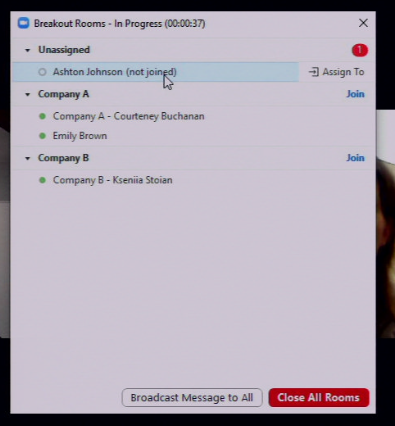 Breakout Rooms - In Progress (00:00:37)
Unassigned 1
Ashton Johnson (not joined) Assign To
Company A Join
Company A - Courteney Buchanan
Emily Brown
Company B Join
Company B - Kseniia Stoian
Broadcast Message to All Close All Rooms